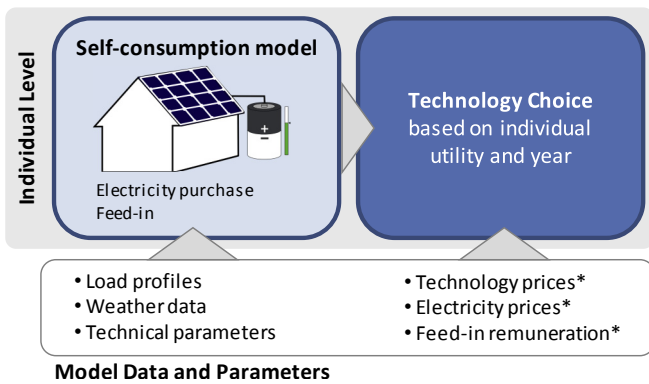 Individual Level
Self-consumption model
+
Electricity purchase
Feed-in
Technology Choice
based on individual
utility and year
• Load profiles
• Weather data
• Technical parameters
• Technology prices*
• Electricity prices*
• Feed-in remuneration*
Model Data and Parameters